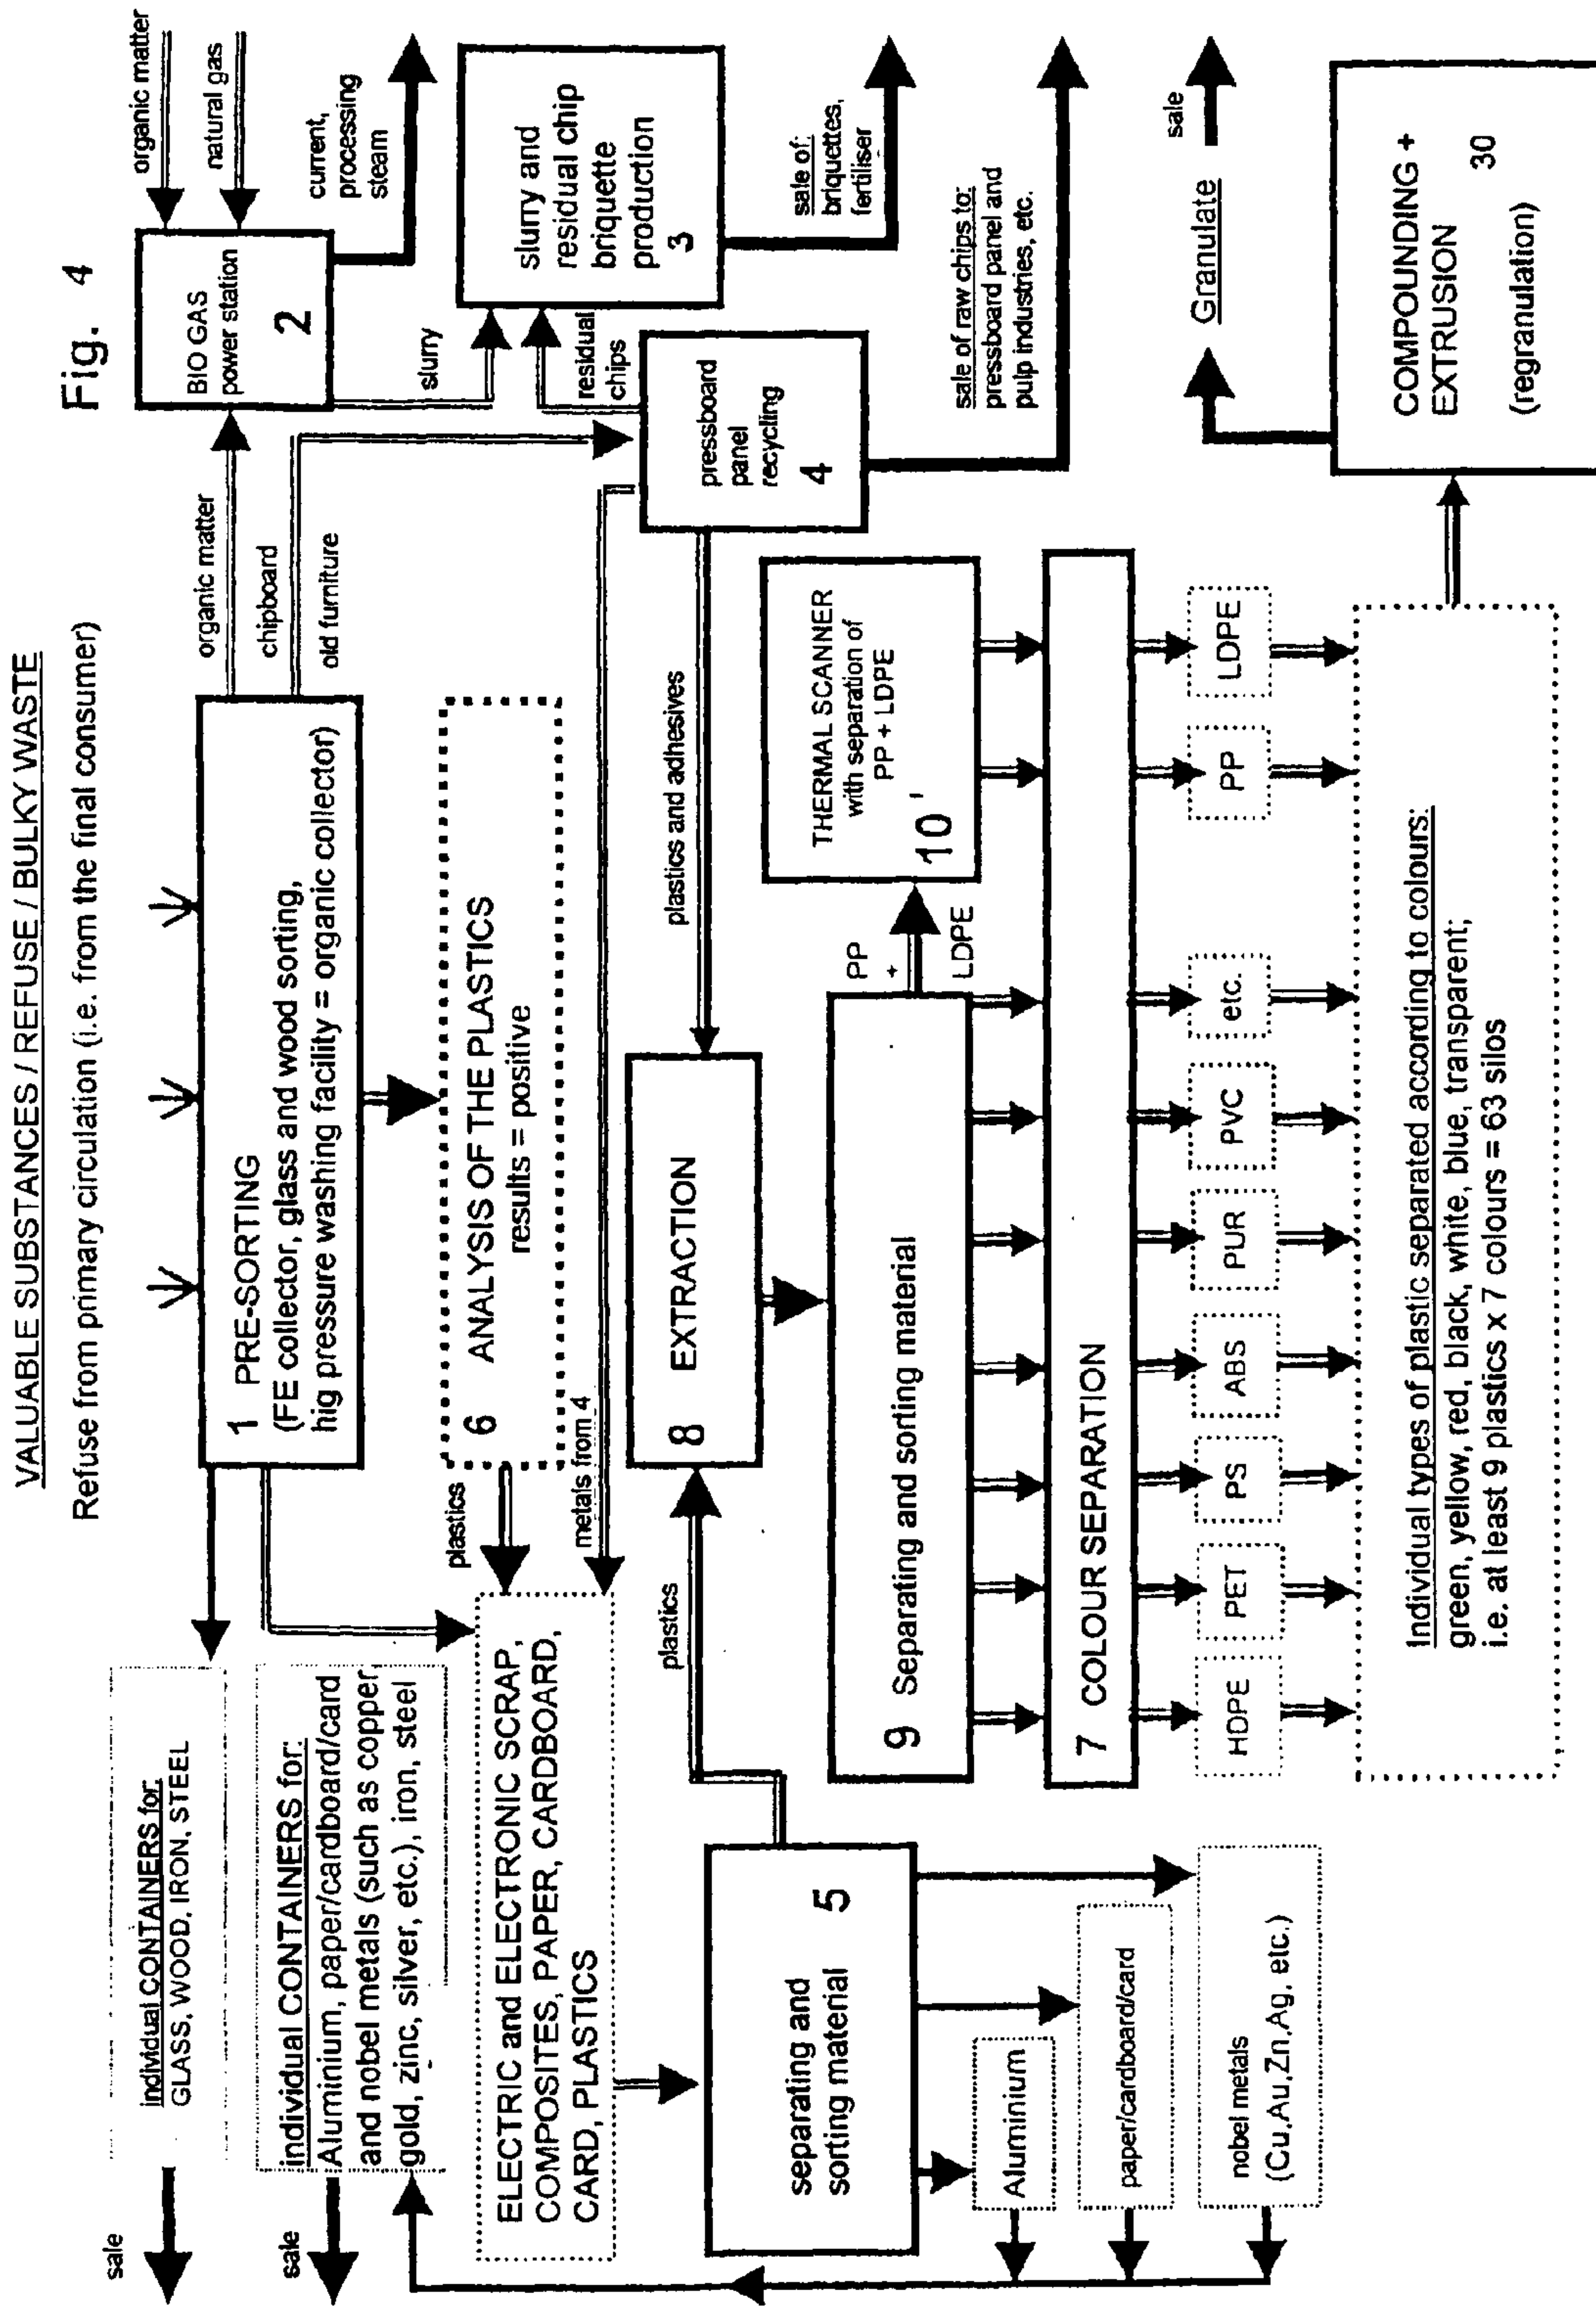 Fig. 4
VALUABLE SUBSTANCES / REFUSE / BULKY WASTE
Refuse from primary circulation (i.e. from the final consumer)
1 PRE-SORTING
(FE collector, glass and wood sorting,
hig pressure washing facility = organic collector)
organic matter
chipboard
old furniture
BIO GAS
power station
2
organic matter
natural gas
current,
processing
steam
slurry
residual
chips
slurry and
residual chip
briquette
production
3
sale of:
briquettes,
fertiliser
pressboard
panel
recycling
4
sale of raw chips to:
pressboard panel and
pulp industries, etc.
sale
individual CONTAINERS for:
GLASS, WOOD, IRON, STEEL
sale
individual CONTAINERS for:
Aluminium, paper/cardboard/card
and nobel metals (such as copper,
gold, zinc, silver, etc.), iron, steel
6 ANALYSIS OF THE PLASTICS
results = positive
plastics
metals from 4
plastics and adhesives
ELECTRIC and ELECTRONIC SCRAP,
COMPOSITES, PAPER, CARDBOARD,
CARD, PLASTICS
separating and
sorting material
5
plastics
Aluminium
paper/cardboard/card
nobel metals
(Cu,Au,Zn,Ag, etc.)
8 EXTRACTION
9 Separating and sorting material
PP
+
LDPE
THERMAL SCANNER
with separation of
PP + LDPE
10'
7 COLOUR SEPARATION
HDPE
PET
PS
ABS
PUR
PVC
etc.
PP
LDPE
Individual types of plastic separated according to colours:
green, yellow, red, black, white, blue, transparent;
i.e. at least 9 plastics x 7 colours = 63 silos
COMPOUNDING +
EXTRUSION
30
(regranulation)
Granulate
sale